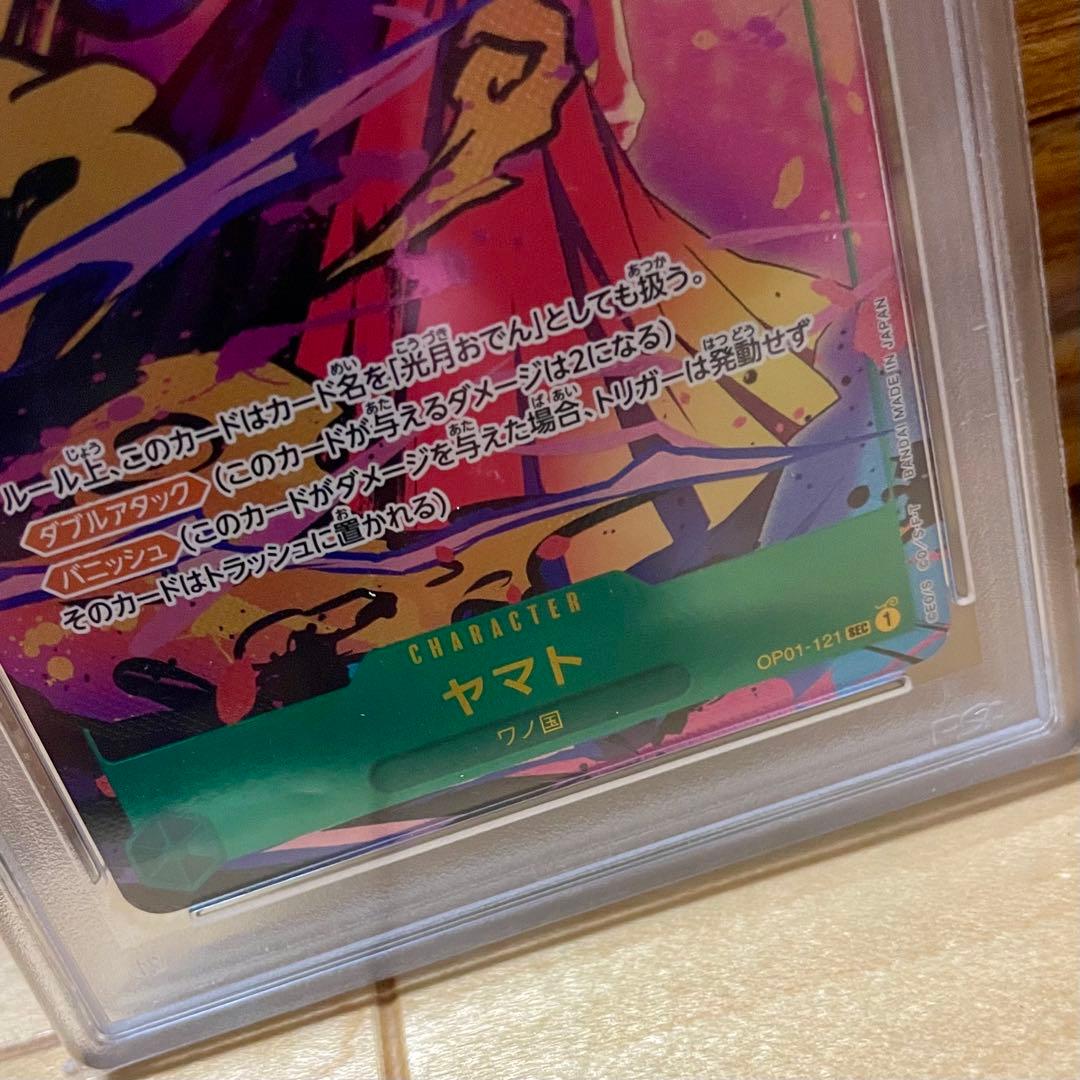 ルール上、このカードはカード名を「光月おでん」としても扱う。
ダブルアタック (このカードが与えるダメージは2になる)
バニッシュ (このカードがダメージを与えた場合、トリガーは発動せず
そのカードはトラッシュに置かれる)
CHARACTER
ヤマト
ワノ国
OP01-121 SEC 1
©EO/S ©O/S・F・T BANDAI MADE IN JAPAN